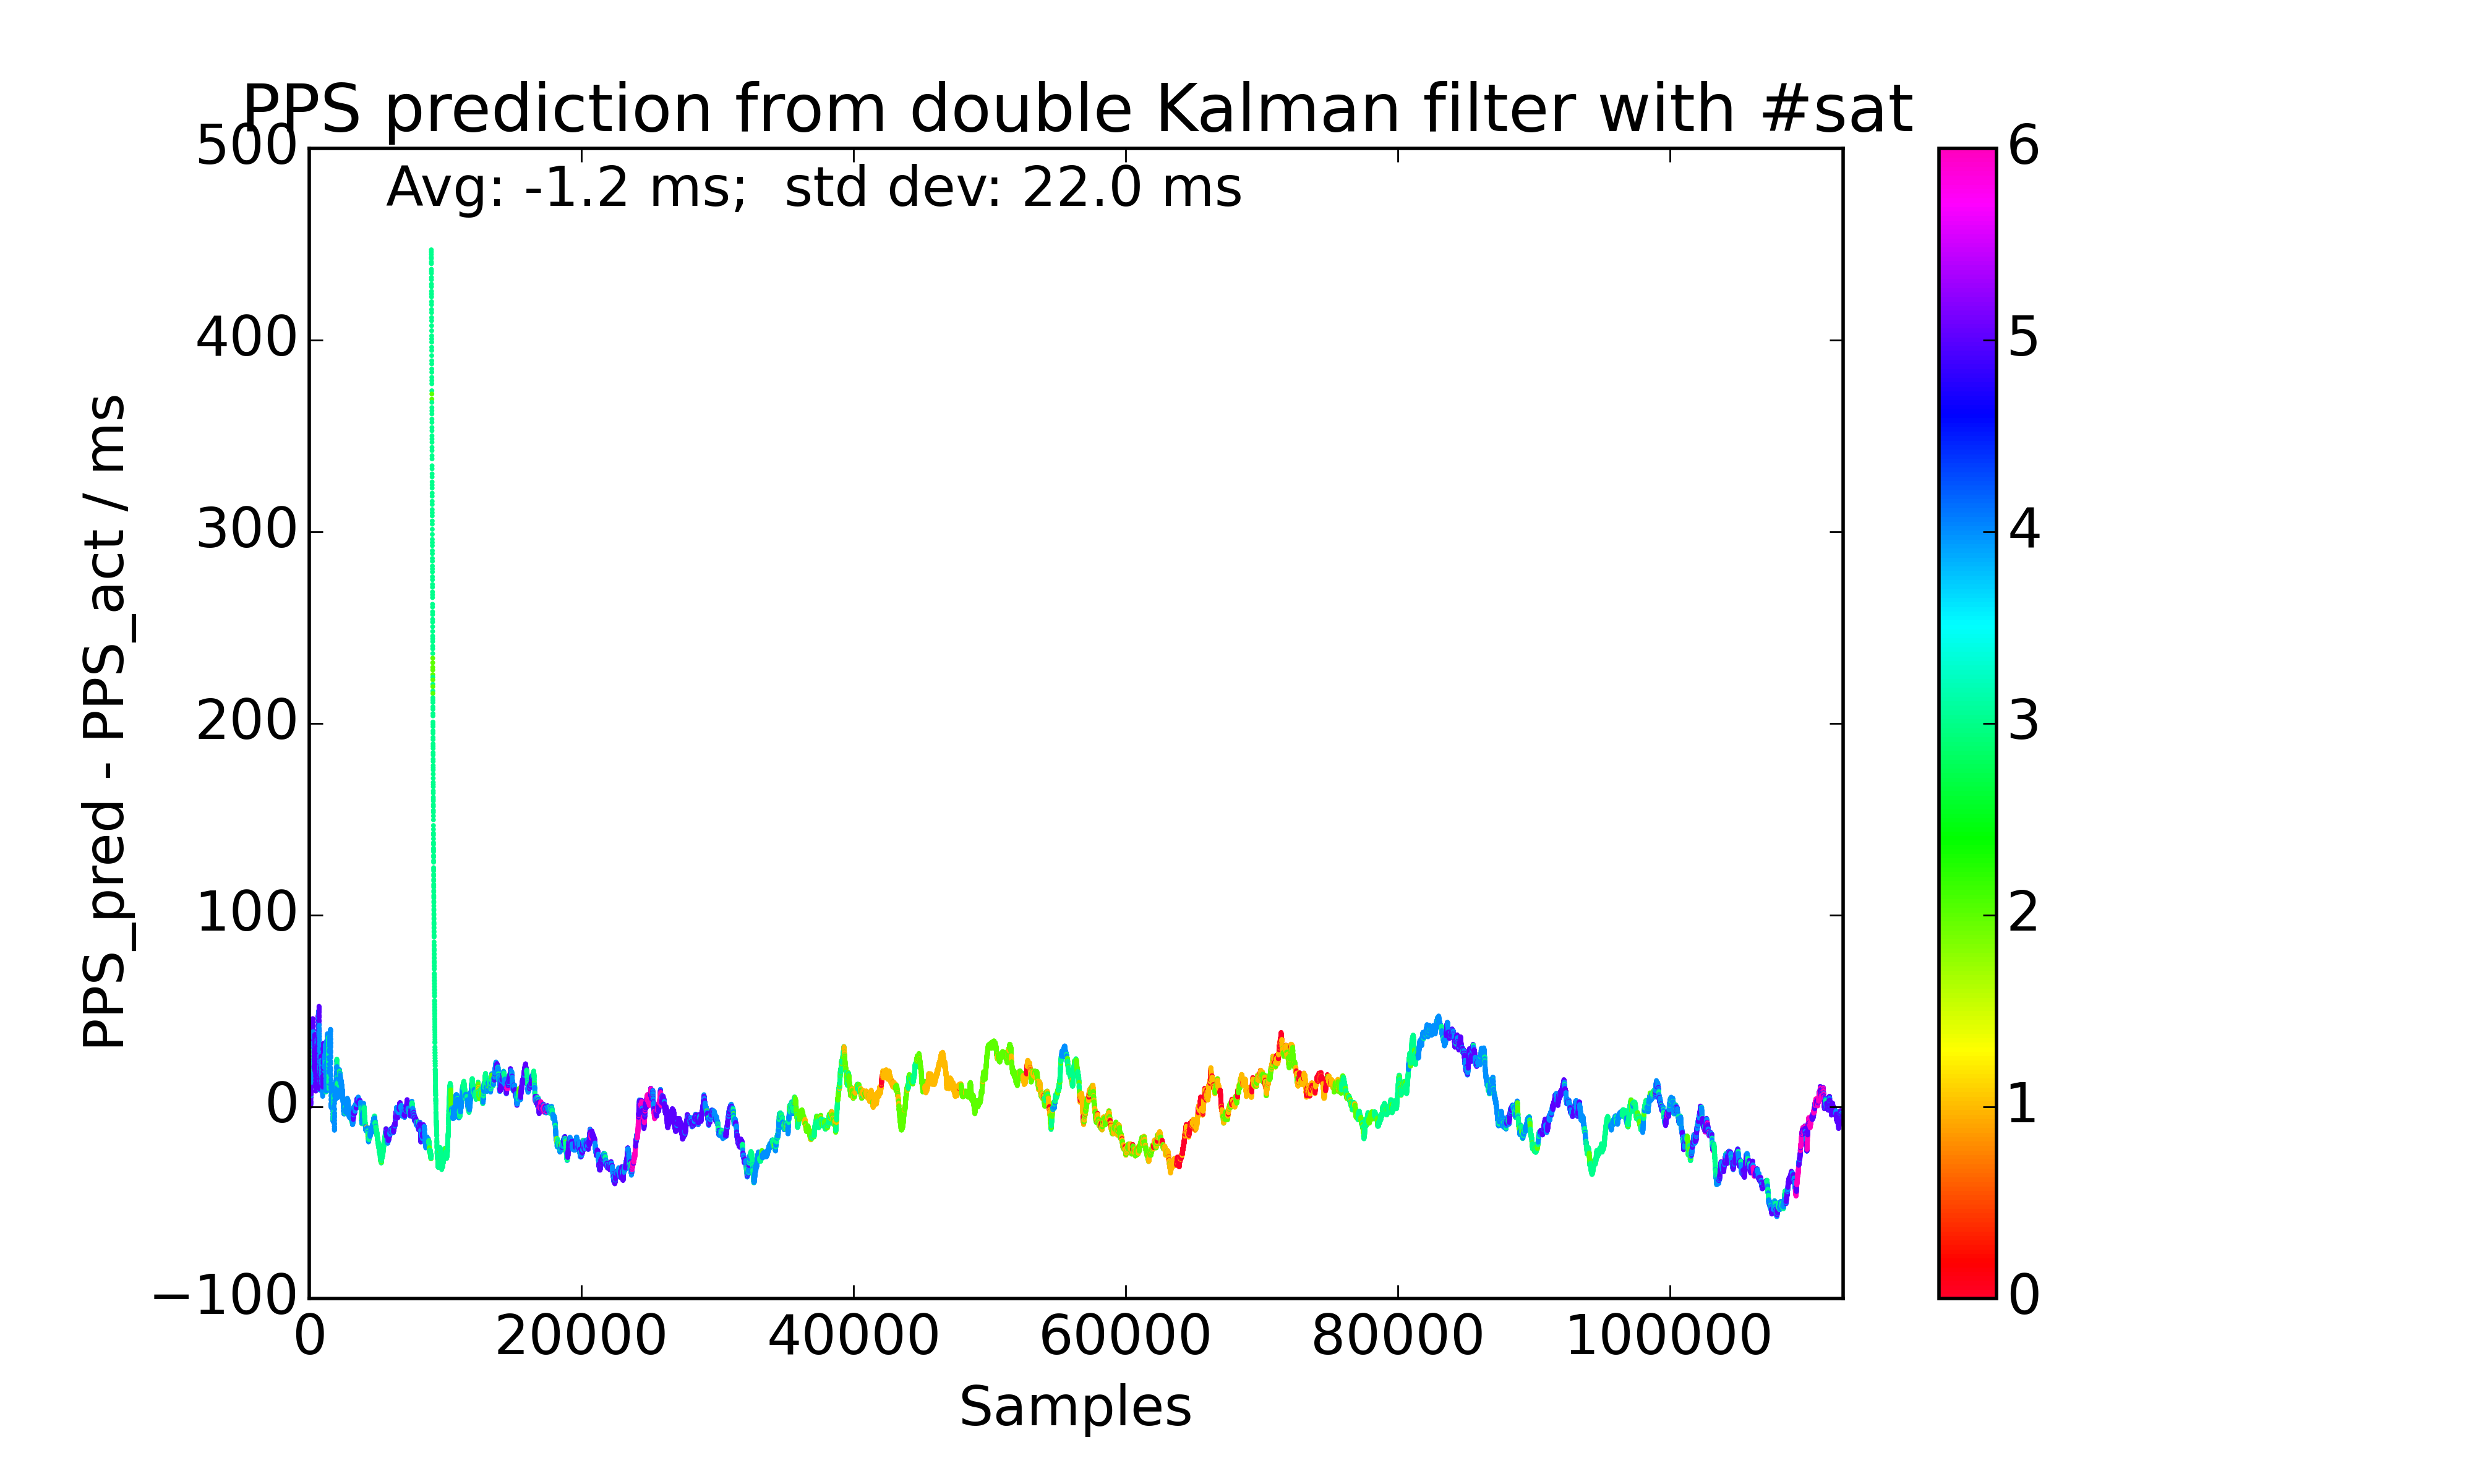 PPS prediction from double Kalman filter with #sat
Avg: -1.2 ms;  std dev: 22.0 ms
PPS_pred - PPS_act / ms
500
400
300
200
100
0
−100
0 20000 40000 60000 80000 100000
Samples
6
5
4
3
2
1
0